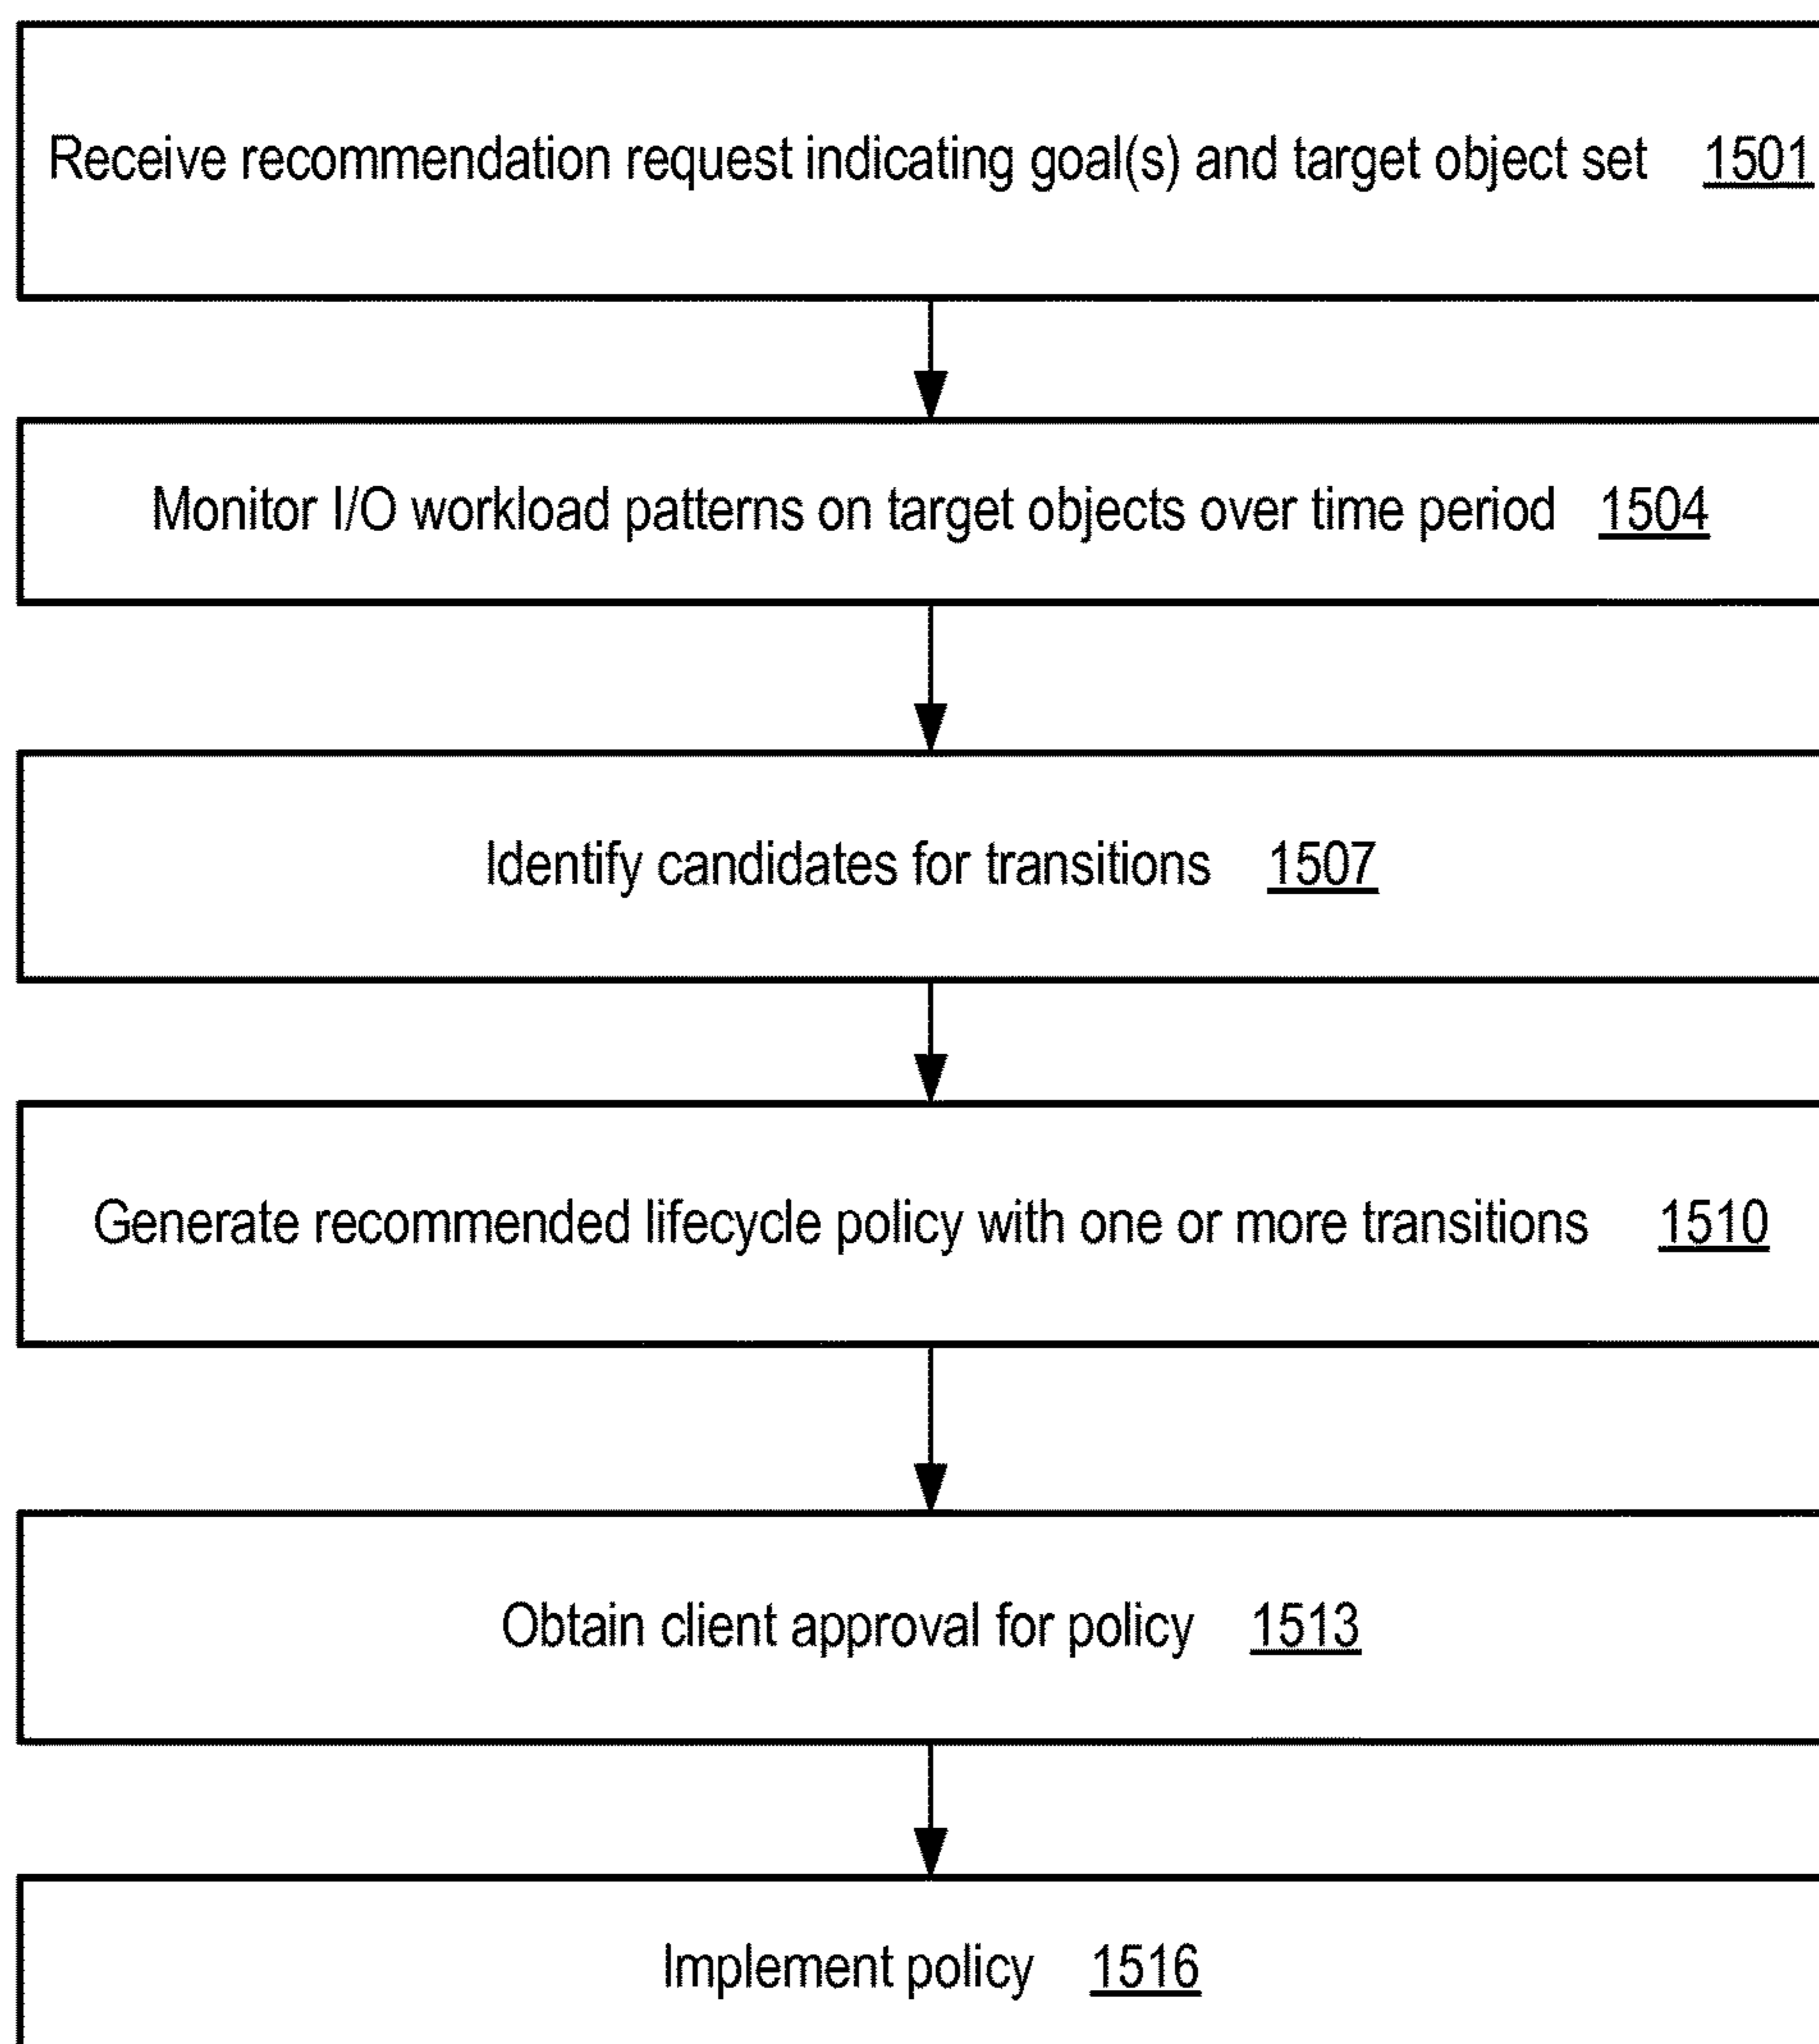 Receive recommendation request indicating goal(s) and target object set 1501
Monitor I/O workload patterns on target objects over time period 1504
Identify candidates for transitions 1507
Generate recommended lifecycle policy with one or more transitions 1510
Obtain client approval for policy 1513
Implement policy 1516